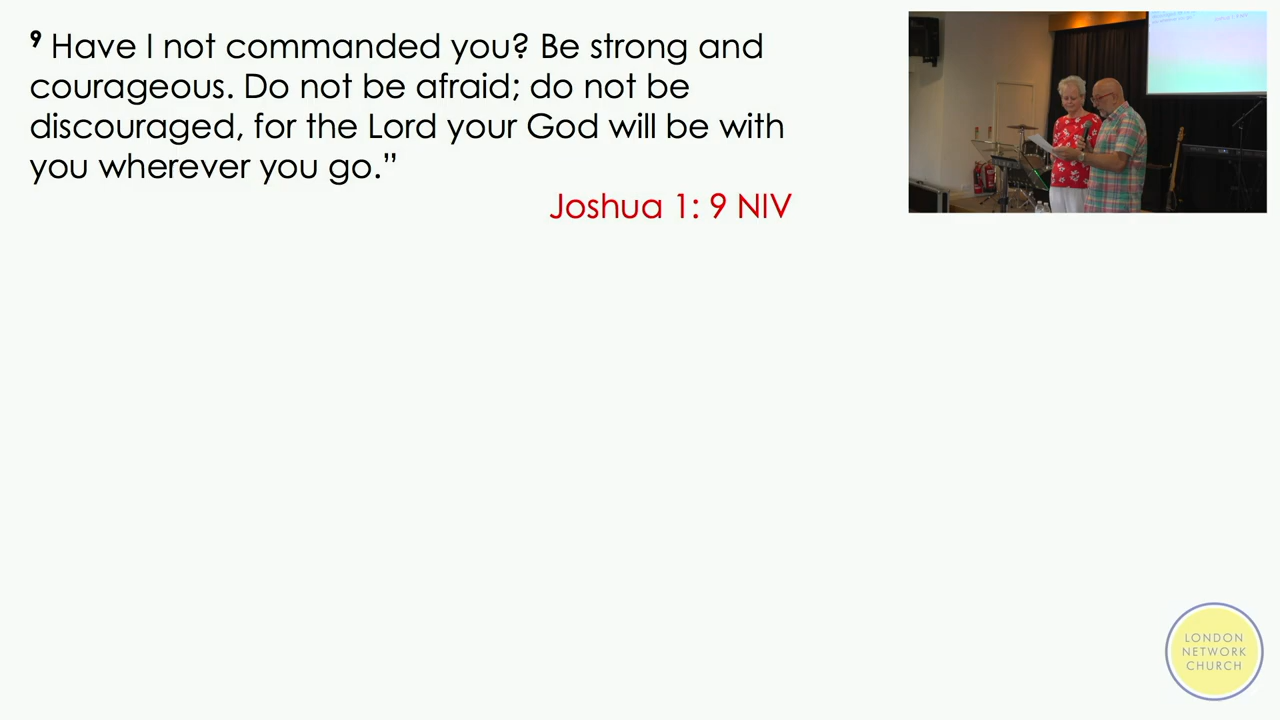 9 Have I not commanded you? Be strong and
courageous. Do not be afraid; do not be
discouraged, for the Lord your God will be with
you wherever you go.”
Joshua 1: 9 NIV
LONDON
NETWORK
CHURCH